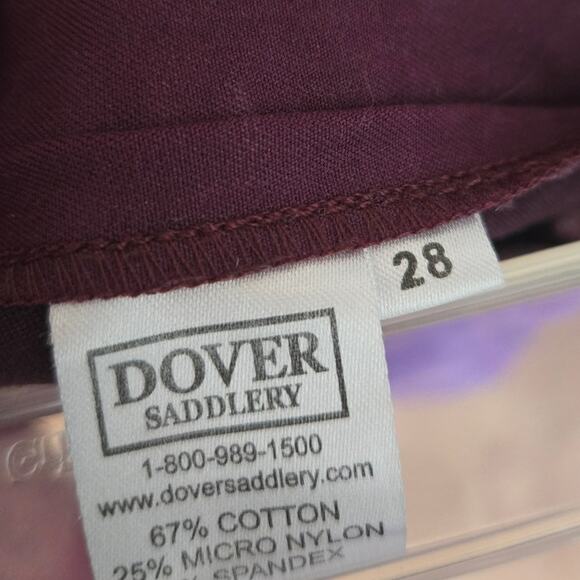 28
DOVER
SADDLERY
1-800-989-1500
www.doversaddlery.com
67% COTTON
25% MICRO NYLON
% SPANDEX